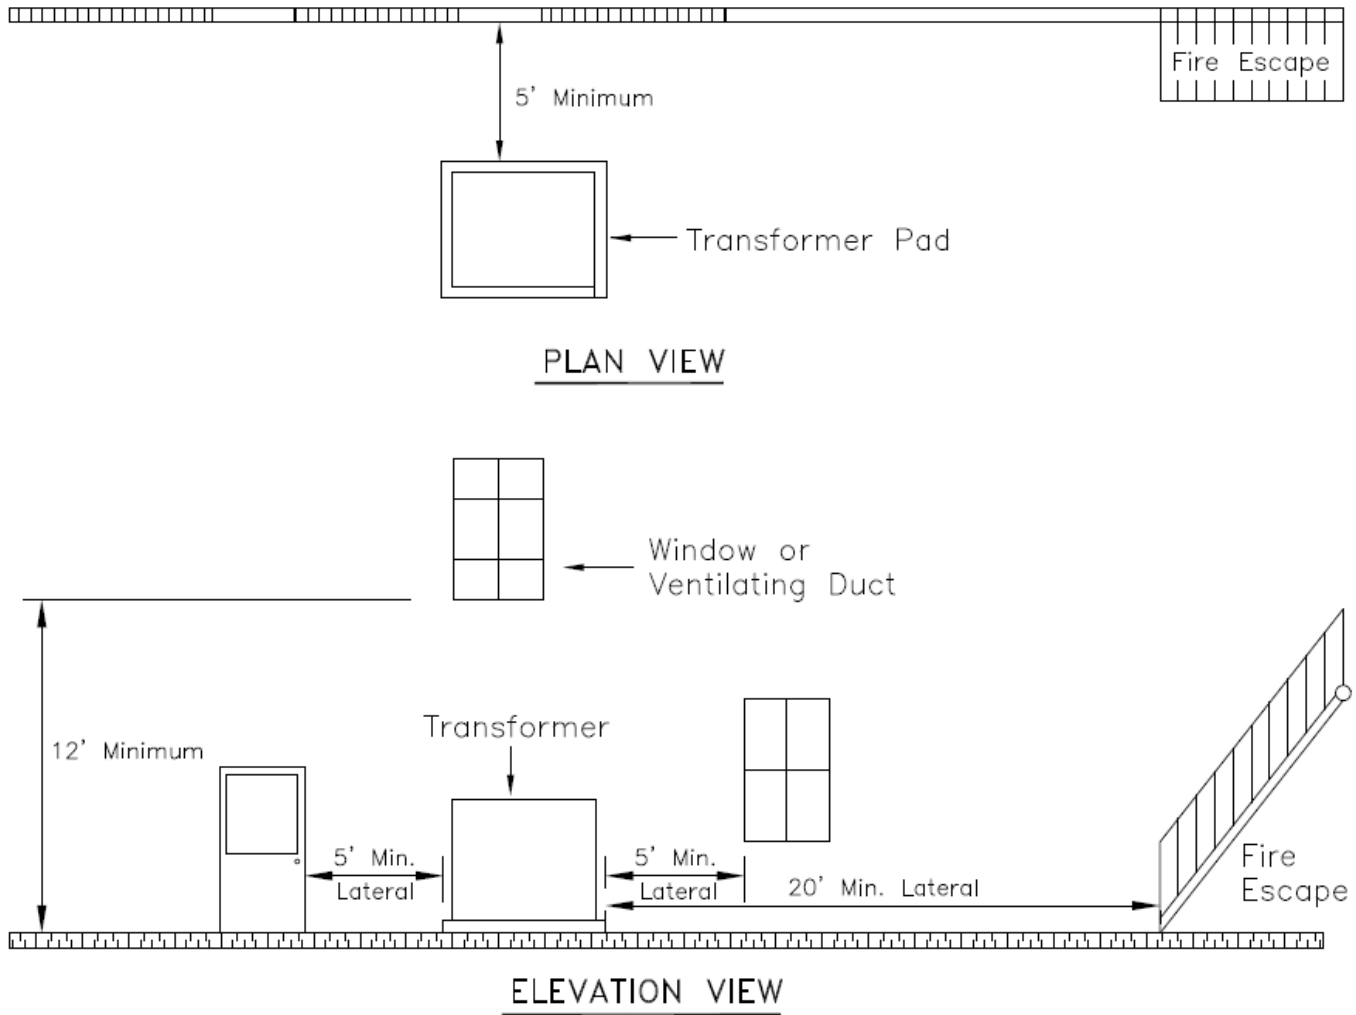 Fire Escape
5' Minimum
Transformer Pad
PLAN VIEW
Window or
Ventilating Duct
Transformer
12' Minimum
5' Min.
Lateral
5' Min.
Lateral
20' Min. Lateral
Fire
Escape
ELEVATION VIEW